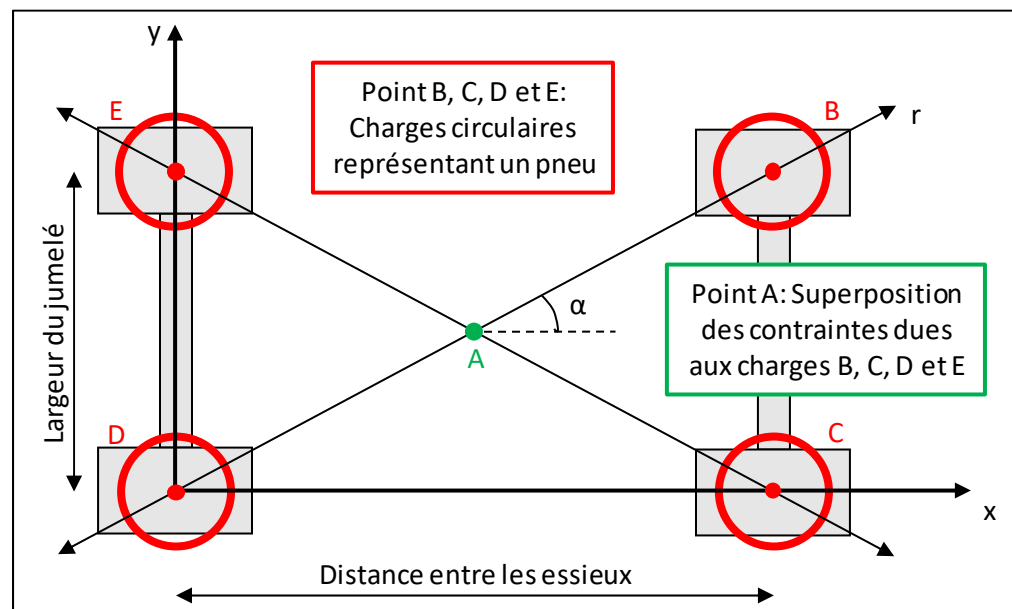 y
E
Point B, C, D et E:
Charges circulaires
représentant un pneu
B
r
Largeur du jumelé
α
A
Point A: Superposition
des contraintes dues
aux charges B, C, D et E
D
C
x
Distance entre les essieux